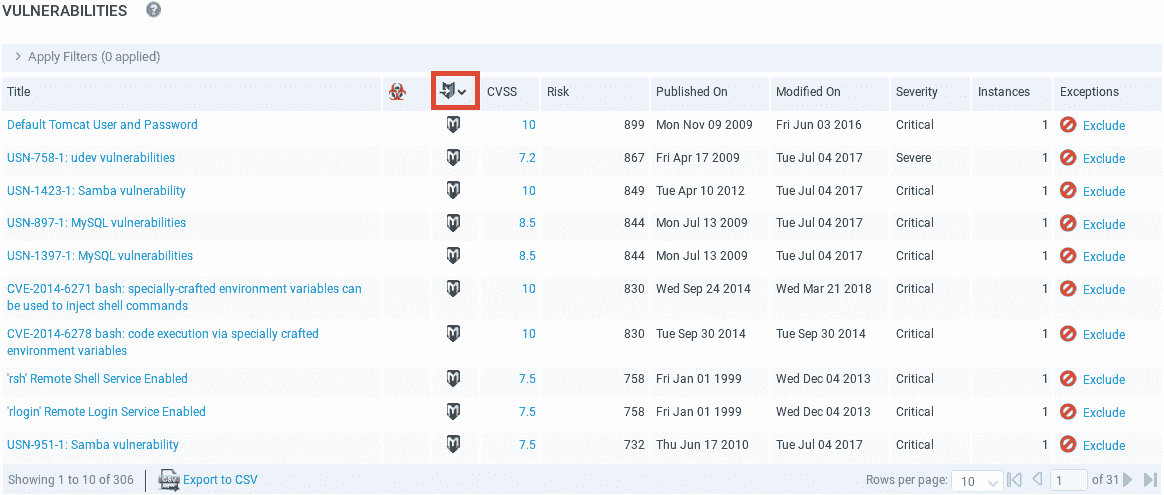 VULNERABILITIES ?
Apply Filters (0 applied)
Title CVSS Risk Published On Modified On Severity Instances Exceptions
Default Tomcat User and Password M 10 899 Mon Nov 09 2009 Fri Jun 03 2016 Critical 1 Exclude
USN-758-1: udev vulnerabilities M 7.2 867 Fri Apr 17 2009 Tue Jul 04 2017 Severe 1 Exclude
USN-1423-1: Samba vulnerability M 10 849 Tue Apr 10 2012 Tue Jul 04 2017 Critical 1 Exclude
USN-897-1: MySQL vulnerabilities M 8.5 844 Mon Jul 13 2009 Tue Jul 04 2017 Critical 1 Exclude
USN-1397-1: MySQL vulnerabilities M 8.5 844 Mon Jul 13 2009 Tue Jul 04 2017 Critical 1 Exclude
CVE-2014-6271 bash: specially-crafted environment variables can M 10 830 Wed Sep 24 2014 Wed Mar 21 2018 Critical 1 Exclude
be used to inject shell commands
CVE-2014-6278 bash: code execution via specially crafted M 10 830 Tue Sep 30 2014 Tue Sep 30 2014 Critical 1 Exclude
environment variables
'rsh' Remote Shell Service Enabled M 7.5 758 Fri Jan 01 1999 Wed Dec 04 2013 Critical 1 Exclude
'rlogin' Remote Login Service Enabled M 7.5 758 Fri Jan 01 1999 Wed Dec 04 2013 Critical 1 Exclude
USN-951-1: Samba vulnerability M 7.5 732 Thu Jun 17 2010 Tue Jul 04 2017 Critical 1 Exclude
Showing 1 to 10 of 306 CSV Export to CSV Rows per page: 10 1 of 31